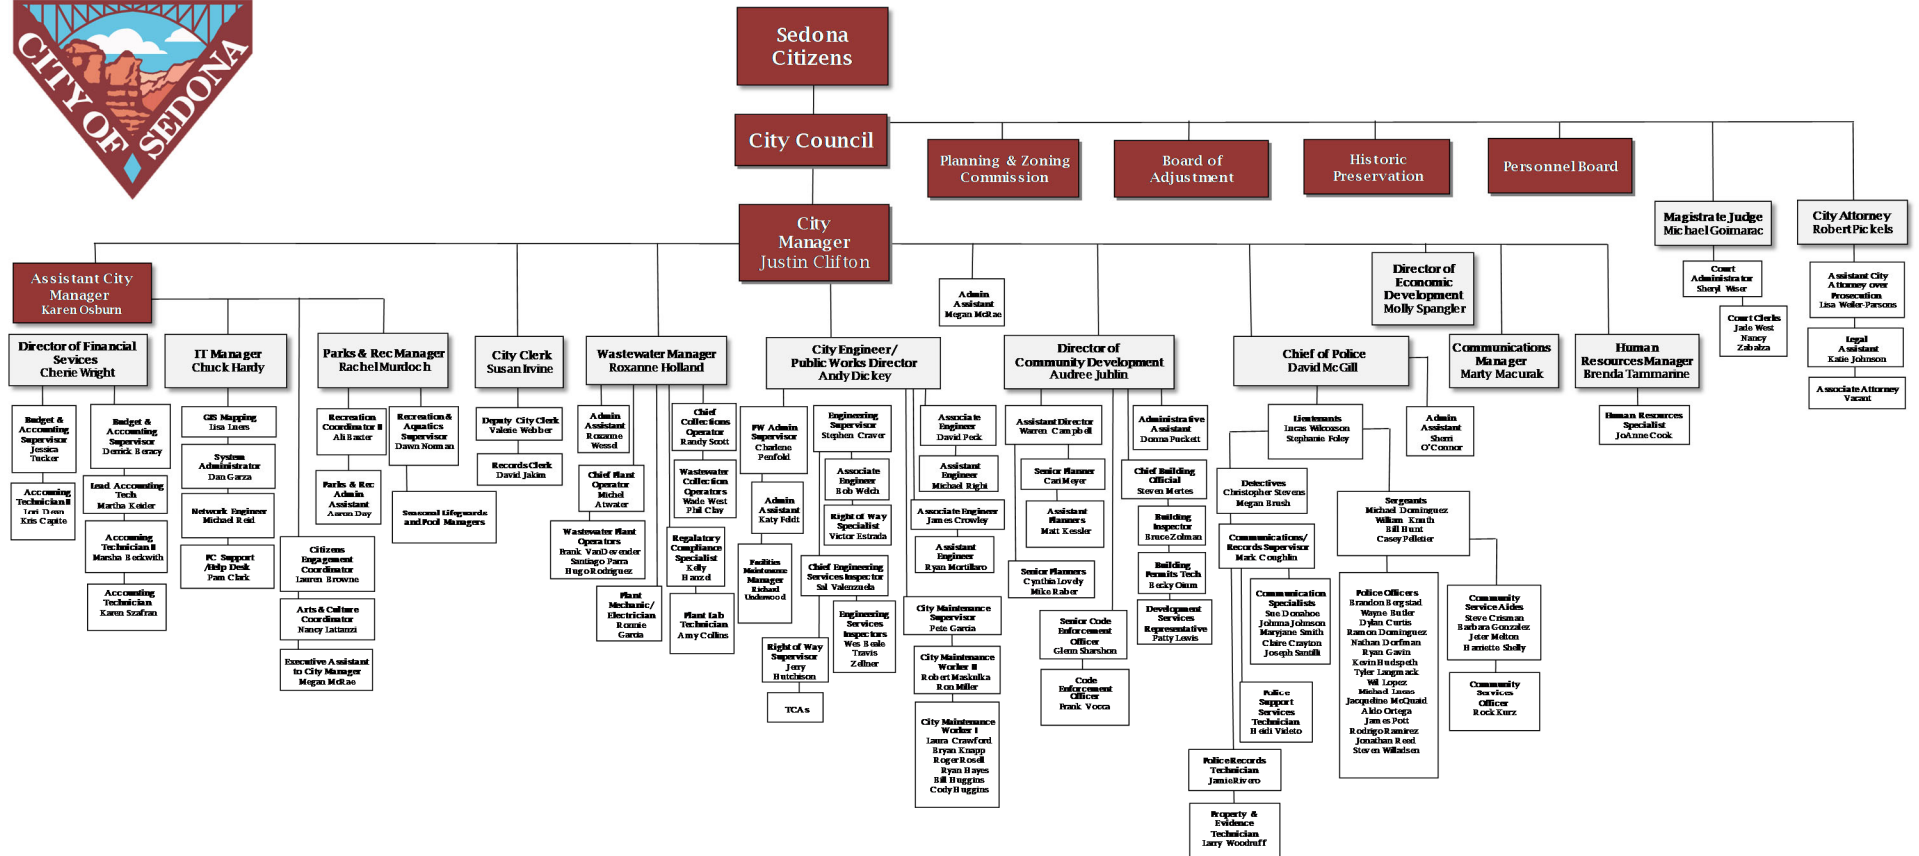 CITY OF SEDONA
Sedona
Citizens
City Council
Planning & Zoning
Commission
Board of
Adjustment
Historic
Preservation
Personnel Board
Magistrate Judge
Michael Goimarac
City Attorney
Robert Pickels
City
Manager
Justin Clifton
Assistant City
Manager
Karen Osburn
Admin
Assistant
Megan McRae
Director of
Economic
Development
Molly Spangler
Court
Administrator
Sheryl Wiser
Court Clerks
Jade West
Nancy
Zabalza
Assistant City
Attorney over
Prosecution
Lisa Weiler-Parsons
Legal
Assistant
Katie Johnson
Associate Attorney
Vacant
Director of Financial
Sevices
Cherie Wright
IT Manager
Chuck Hardy
Parks & Rec Manager
Rachel Murdoch
City Clerk
Susan Irvine
Wastewater Manager
Roxanne Holland
City Engineer/
Public Works Director
Andy Dickey
Director of
Community Development
Audree Juhlin
Chief of Police
David McGill
Communications
Manager
Marty Macurak
Human
Resources Manager
Brenda Tammarine
Budget &
Accounting
Supervisor
Jessica
Tucker
Accounting
Technician II
Lori Dean
Kris Capite
Budget &
Accounting
Supervisor
Derrick Beracy
Lead Accounting
Tech
Martha Keider
Accounting
Technician II
Marsha Beckwith
Accounting
Technician
Karen Szafran
GIS Mapping
Lisa Luers
System
Administrator
Dan Garza
Network Engineer
Michael Reid
PC Support
/Help Desk
Pam Clark
Citizens
Engagement
Coordinator
Lauren Browne
Arts & Culture
Coordinator
Nancy Lattanzi
Executive Assistant
to City Manager
Megan McRae
Recreation
Coordinator II
Ali Baxter
Parks & Rec
Admin
Assistant
Aaron Day
Recreation &
Aquatics
Supervisor
Dawn Norman
Seasonal Lifeguards
and Pool Managers
Deputy City Clerk
Valerie Webber
Records Clerk
David Jakim
Admin
Assistant
Roxanne
Wessel
Chief Plant
Operator
Michel
Atwater
Wastewater Plant
Operators
Frank VanDevender
Santiago Parra
Hugo Rodriguez
Plant
Mechanic/
Electrician
Ronnie
Garcia
Chief
Collections
Operator
Randy Scott
Wastewater
Collection
Operators
Wade West
Phil Clay
Regalatory
Compliance
Specialist
Kelly
Hanzel
Plant Lab
Technician
Amy Collins
PW Admin
Supervisor
Charlene
Penfold
Admin
Assistant
Katy Feldt
Facilities
Maintenance
Manager
Richard
Underwood
Right of Way
Supervisor
Jerry
Hutchison
TCAs
Engineering
Supervisor
Stephen Craver
Associate
Engineer
Bob Welch
Right of Way
Specialist
Victor Estrada
Chief Engineering
Services Inspector
Sal Valenzuela
Engineering
Services
Inspectors
Wes Beale
Travis
Zellner
Associate
Engineer
David Peck
Assistant
Engineer
Michael Right
Associate Engineer
James Crowley
Assistant
Engineer
Ryan Mortillaro
City Maintenance
Supervisor
Pete Garcia
City Maintenance
Worker II
Robert Maskulka
Ron Miller
City Maintenance
Worker I
Laura Crawford
Bryan Knapp
Roger Rosell
Ryan Hayes
Bill Huggins
Cody Huggins
Assistant Director
Warren Campbell
Senior Planner
Cari Meyer
Assistant
Planners
Matt Kessler
Senior Planners
Cynthia Lovely
Mike Raber
Senior Code
Enforcement
Officer
Glenn Sharshon
Code
Enforcement
Officer
Frank Vocca
Administrative
Assistant
Donna Puckett
Chief Building
Official
Steven Mertes
Building
Inspector
Bruce Zolman
Building
Permits Tech
Becky Oium
Development
Services
Representative
Patty Lewis
Lieutenants
Lucas Wilcoxson
Stephanie Foley
Admin
Assistant
Sherri
O'Connor
Detectives
Christopher Stevens
Megan Brush
Communications/
Records Supervisor
Mark Coughlin
Communication
Specialists
Sue Donahoe
Johnna Johnson
Maryjane Smith
Claire Crayton
Joseph Santilli
Police
Support
Services
Technician
Heidi Videto
Police Records
Technician
Jamie Rivero
Property &
Evidence
Technician
Larry Woodruff
Sergeants
Michael Dominguez
William Knuth
Bill Hunt
Casey Pelletier
Police Officers
Brandon Bergstad
Wayne Butler
Dylan Curtis
Ramon Dominguez
Nathan Dorfman
Ryan Gavin
Kevin Hudspeth
Tyler Langmack
Wil Lopez
Michael Lucas
Jacqueline McQuaid
Aldo Ortega
James Pott
Rodrigo Ramirez
Jonathan Reed
Steven Willadsen
Community
Service Aides
Steve Crisman
Barbara Gonzalez
Jeter Melton
Harriette Shelly
Community
Services
Officer
Rock Kurz
Human Resources
Specialist
JoAnne Cook